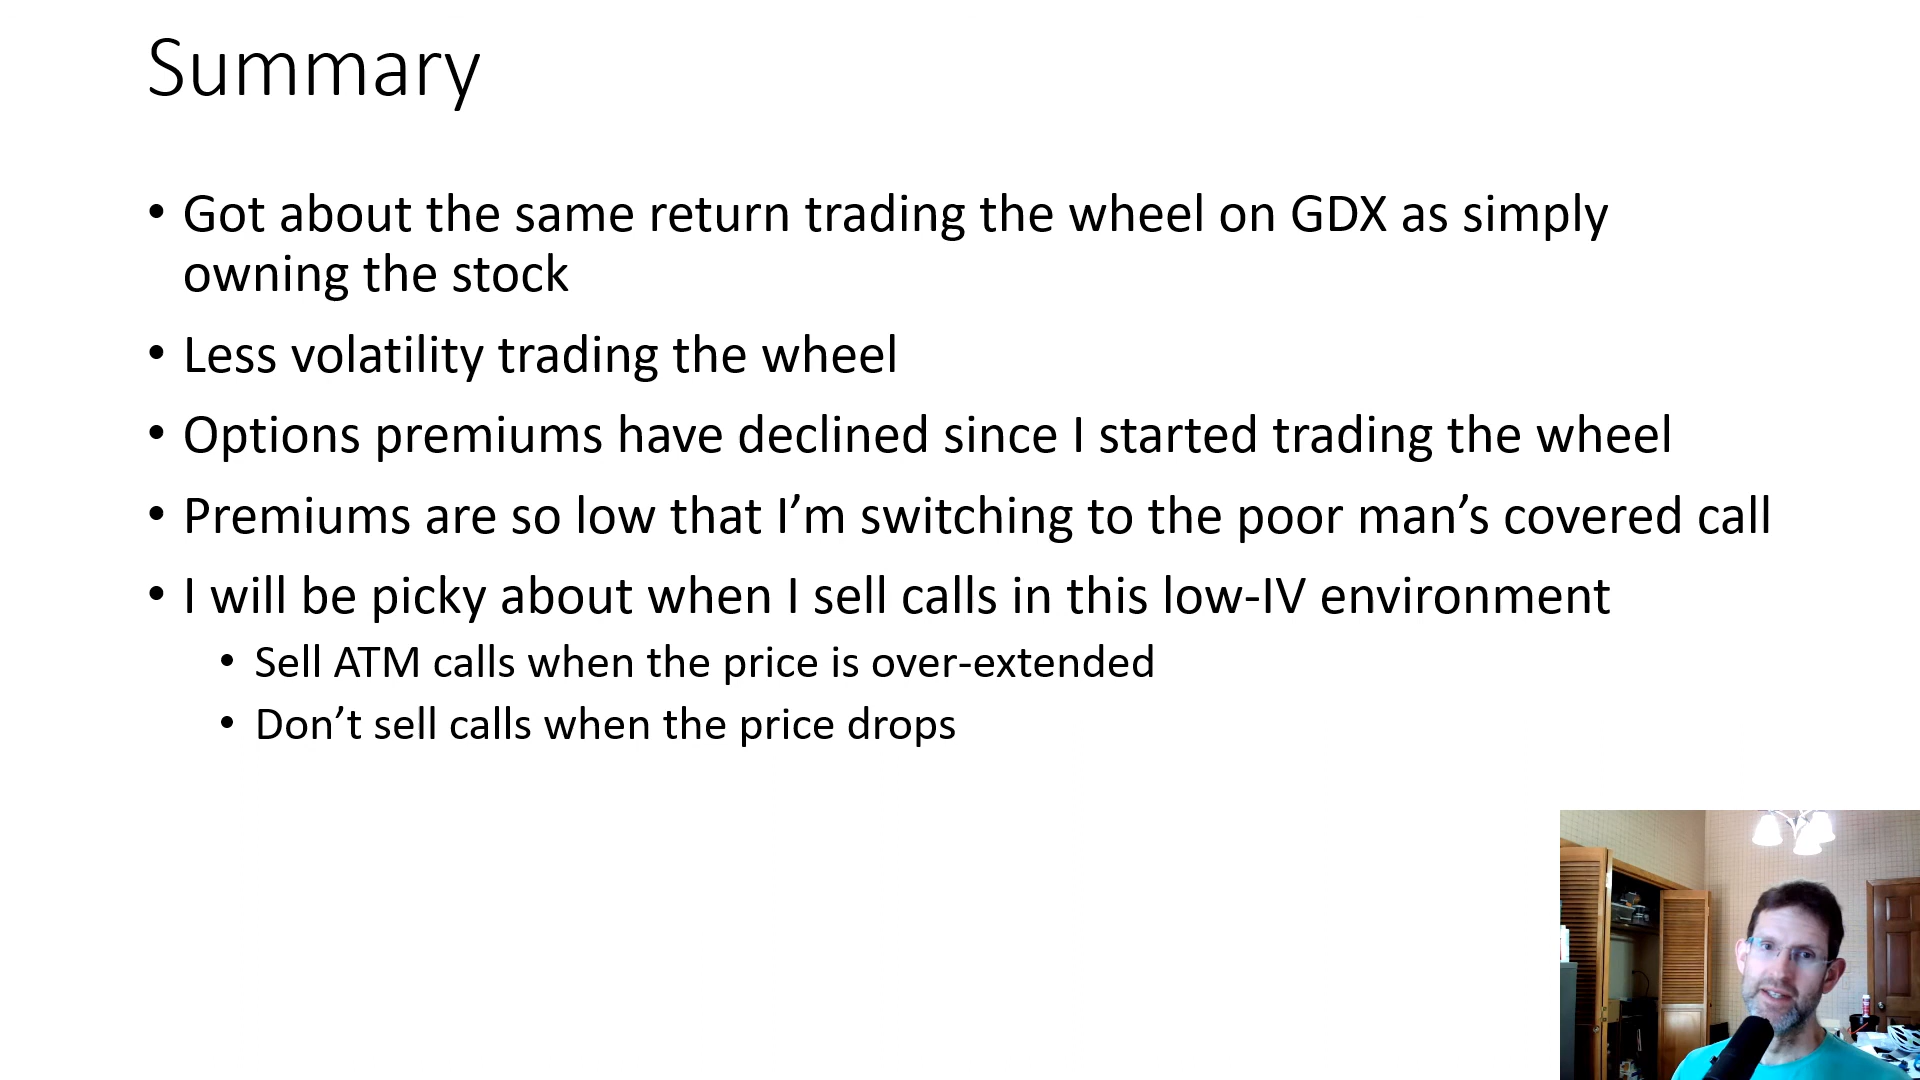 Summary
• Got about the same return trading the wheel on GDX as simply
owning the stock
• Less volatility trading the wheel
• Options premiums have declined since I started trading the wheel
• Premiums are so low that I’m switching to the poor man’s covered call
• I will be picky about when I sell calls in this low-IV environment
• Sell ATM calls when the price is over-extended
• Don’t sell calls when the price drops